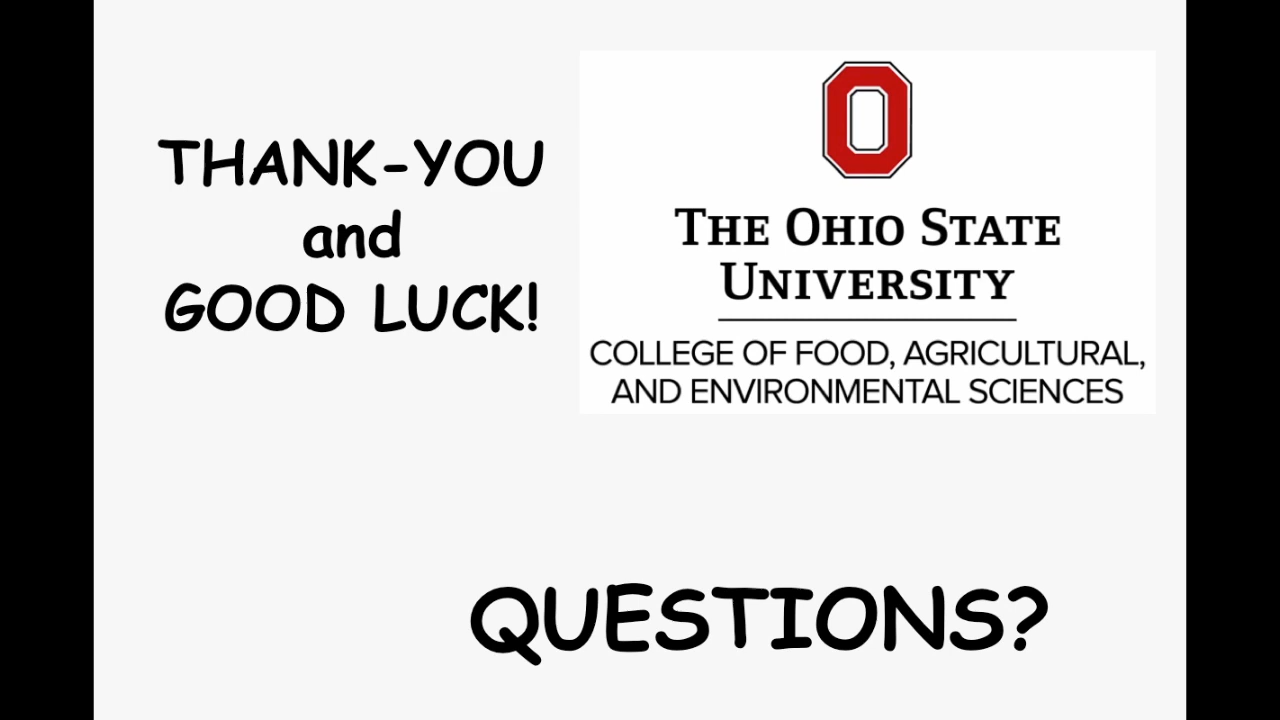 THANK-YOU
and
GOOD LUCK!
THE OHIO STATE
UNIVERSITY
COLLEGE OF FOOD, AGRICULTURAL,
AND ENVIRONMENTAL SCIENCES
QUESTIONS?